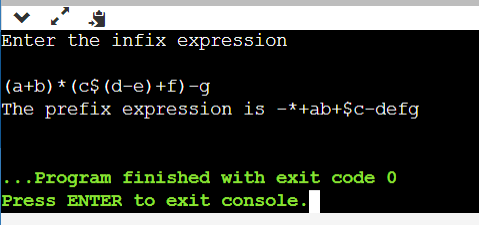 Enter the infix expression
(a+b)*(c$(d-e)+f)-g
The prefix expression is -*+ab+$c-defg
...Program finished with exit code 0
Press ENTER to exit console.